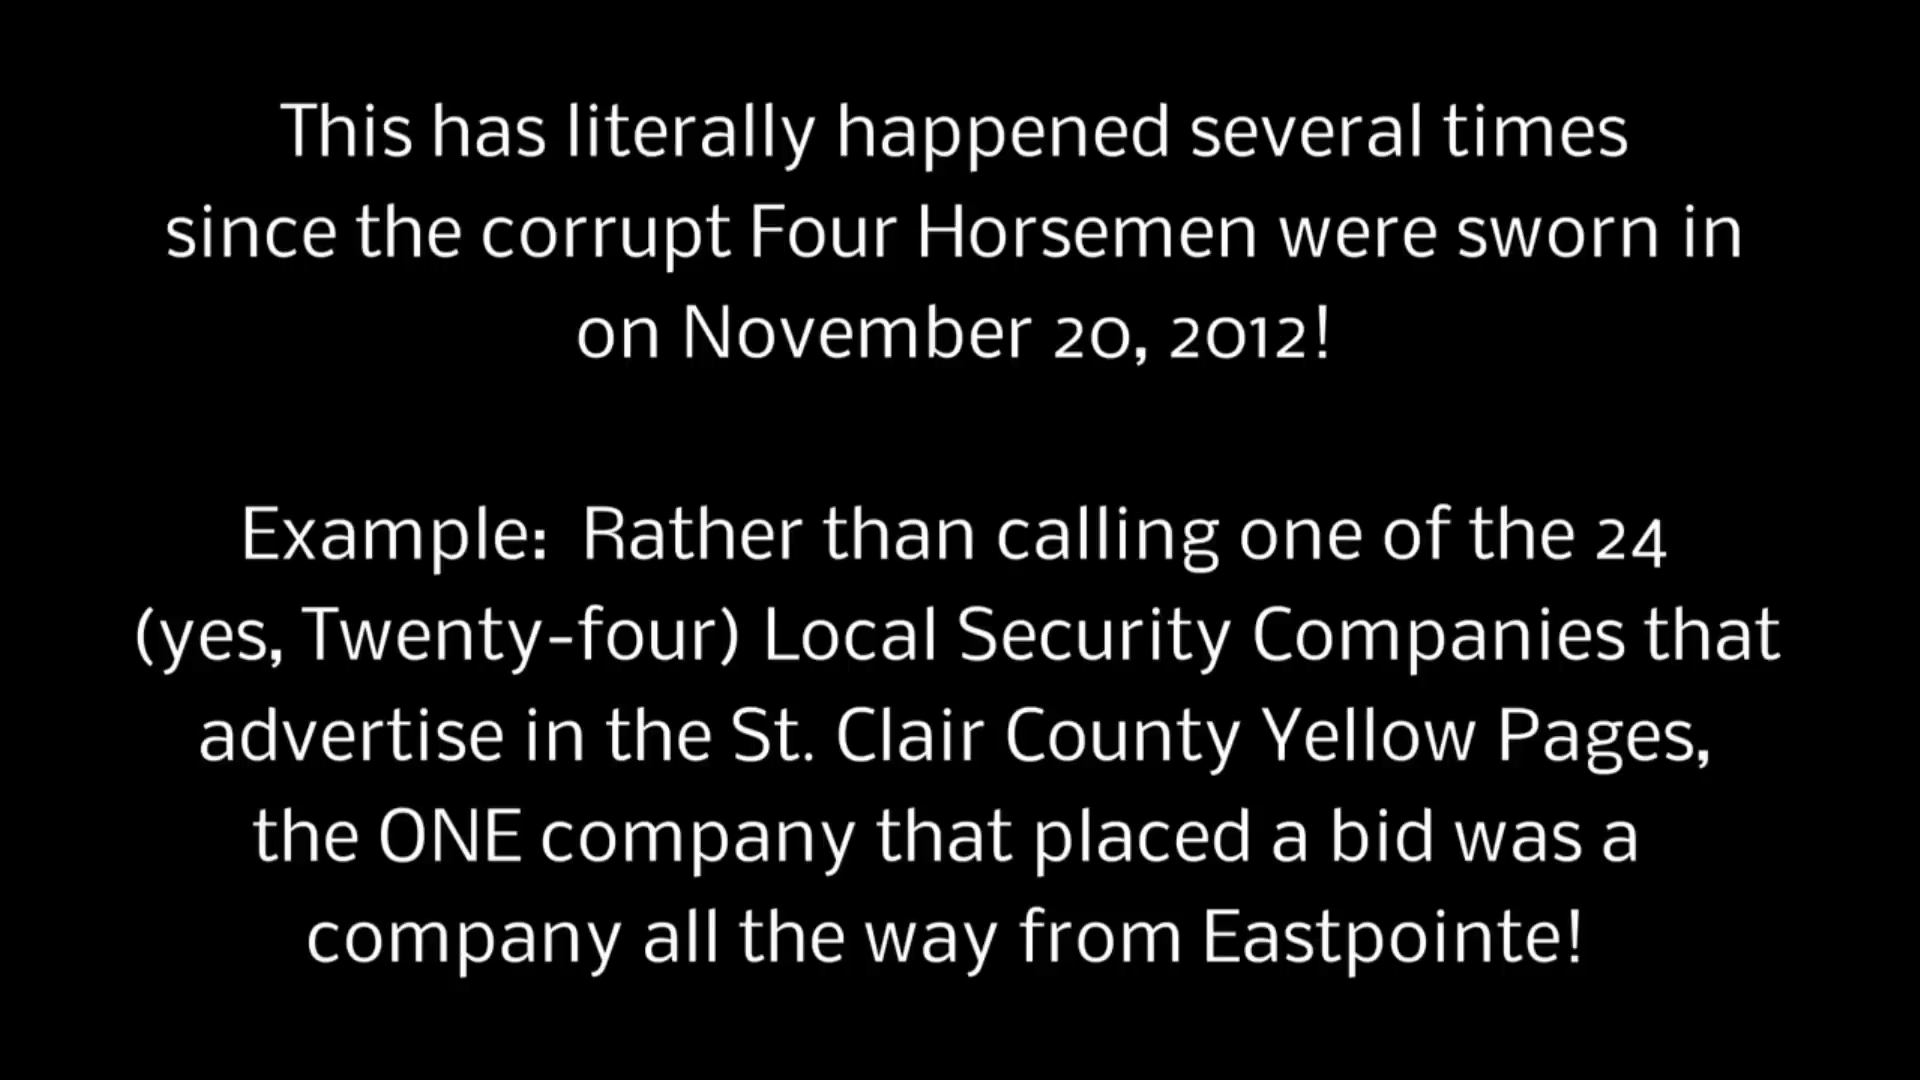 This has literally happened several times
since the corrupt Four Horsemen were sworn in
on November 20, 2012!
Example:  Rather than calling one of the 24
(yes, Twenty-four) Local Security Companies that
advertise in the St. Clair County Yellow Pages,
the ONE company that placed a bid was a
company all the way from Eastpointe!